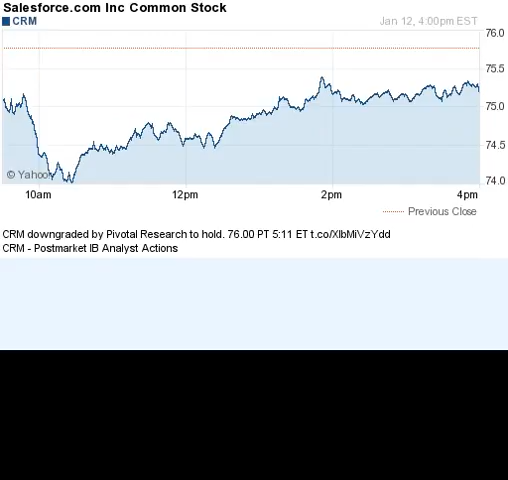 Salesforce.com Inc Common Stock
CRM Jan 12, 4:00pm EST
76.0
75.5
75.0
74.5
74.0
© Yahoo!
10am 12pm 2pm 4pm
Previous Close
CRM downgraded by Pivotal Research to hold. 76.00 PT 5:11 ET t.co/XlbMiVzYdd
CRM - Postmarket IB Analyst Actions